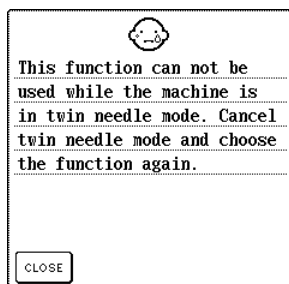 This function can not be
used while the machine is
in twin needle mode. Cancel
twin needle mode and choose
the function again.
CLOSE